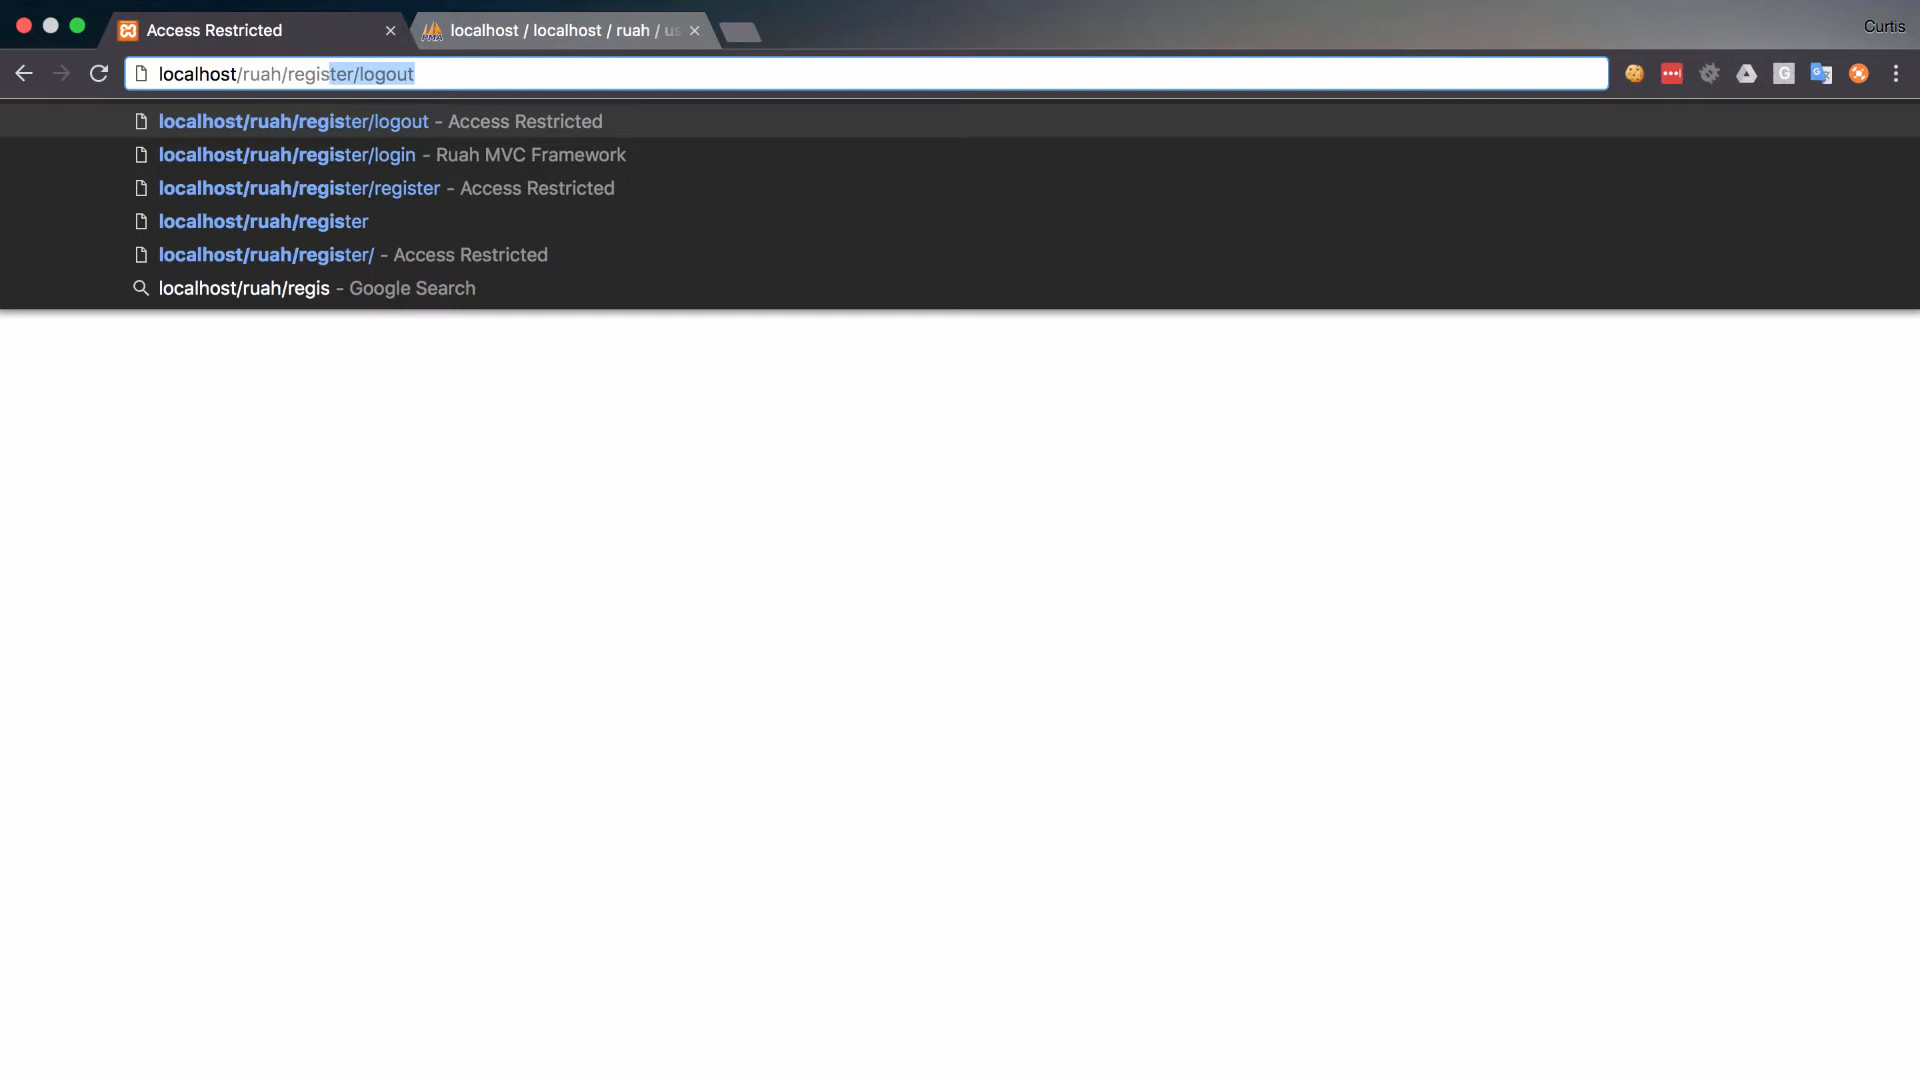 Access Restricted
localhost / localhost / ruah / us
Curtis
localhost/ruah/register/logout
localhost/ruah/register/logout - Access Restricted
localhost/ruah/register/login - Ruah MVC Framework
localhost/ruah/register/register - Access Restricted
localhost/ruah/register
localhost/ruah/register/ - Access Restricted
localhost/ruah/regis - Google Search